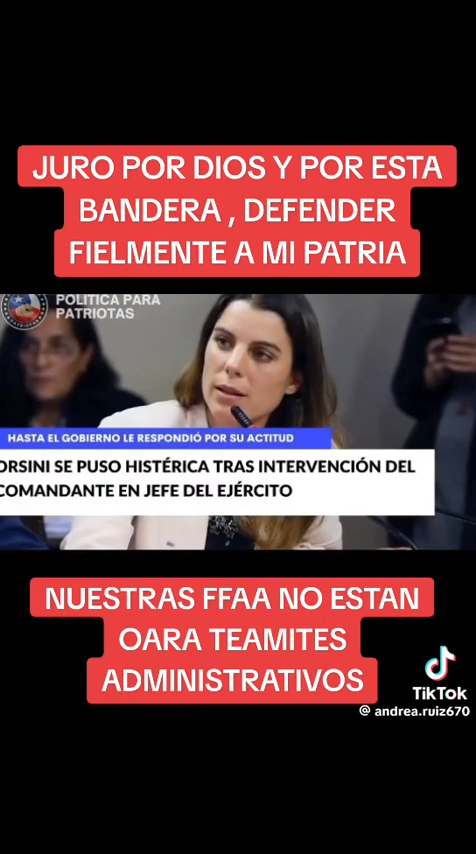 JURO POR DIOS Y POR ESTA
BANDERA , DEFENDER
FIELMENTE A MI PATRIA
POLITICA PARA
PATRIOTAS
HASTA EL GOBIERNO LE RESPONDIÓ POR SU ACTITUD
ORSINI SE PUSO HISTÉRICA TRAS INTERVENCIÓN DEL
COMANDANTE EN JEFE DEL EJÉRCITO
NUESTRAS FFAA NO ESTAN
OARA TEAMITES
ADMINISTRATIVOS
TikTok
@ andrea.ruiz670